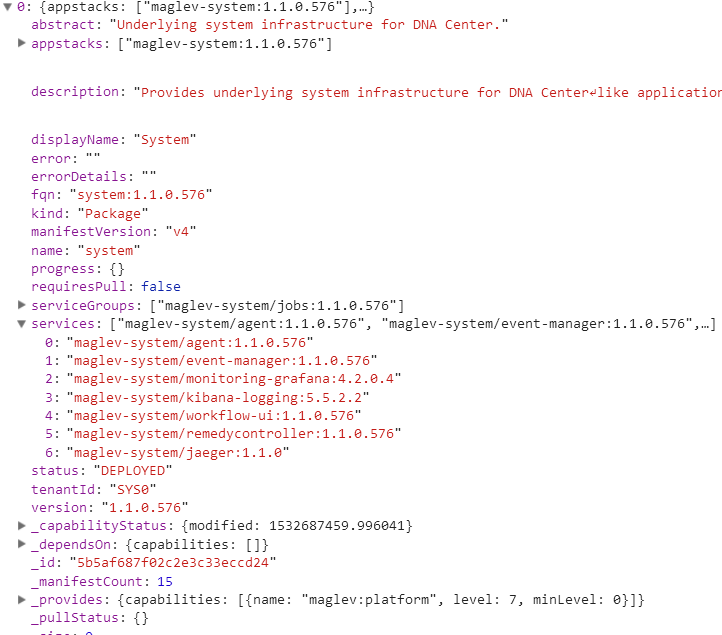 0: {appstacks: ["maglev-system:1.1.0.576"],…}
abstract: "Underlying system infrastructure for DNA Center."
appstacks: ["maglev-system:1.1.0.576"]
description: "Provides underlying system infrastructure for DNA Center↵like application
displayName: "System"
error: ""
errorDetails: ""
fqn: "system:1.1.0.576"
kind: "Package"
manifestVersion: "v4"
name: "system"
progress: {}
requiresPull: false
serviceGroups: ["maglev-system/jobs:1.1.0.576"]
services: ["maglev-system/agent:1.1.0.576", "maglev-system/event-manager:1.1.0.576",…]
0: "maglev-system/agent:1.1.0.576"
1: "maglev-system/event-manager:1.1.0.576"
2: "maglev-system/monitoring-grafana:4.2.0.4"
3: "maglev-system/kibana-logging:5.5.2.2"
4: "maglev-system/workflow-ui:1.1.0.576"
5: "maglev-system/remedycontroller:1.1.0.576"
6: "maglev-system/jaeger:1.1.0"
status: "DEPLOYED"
tenantId: "SYS0"
version: "1.1.0.576"
_capabilityStatus: {modified: 1532687459.996041}
_dependsOn: {capabilities: []}
_id: "5b5af687f02c2e3c33eccd24"
_manifestCount: 15
_provides: {capabilities: [{name: "maglev:platform", level: 7, minLevel: 0}]}
_pullStatus: {}